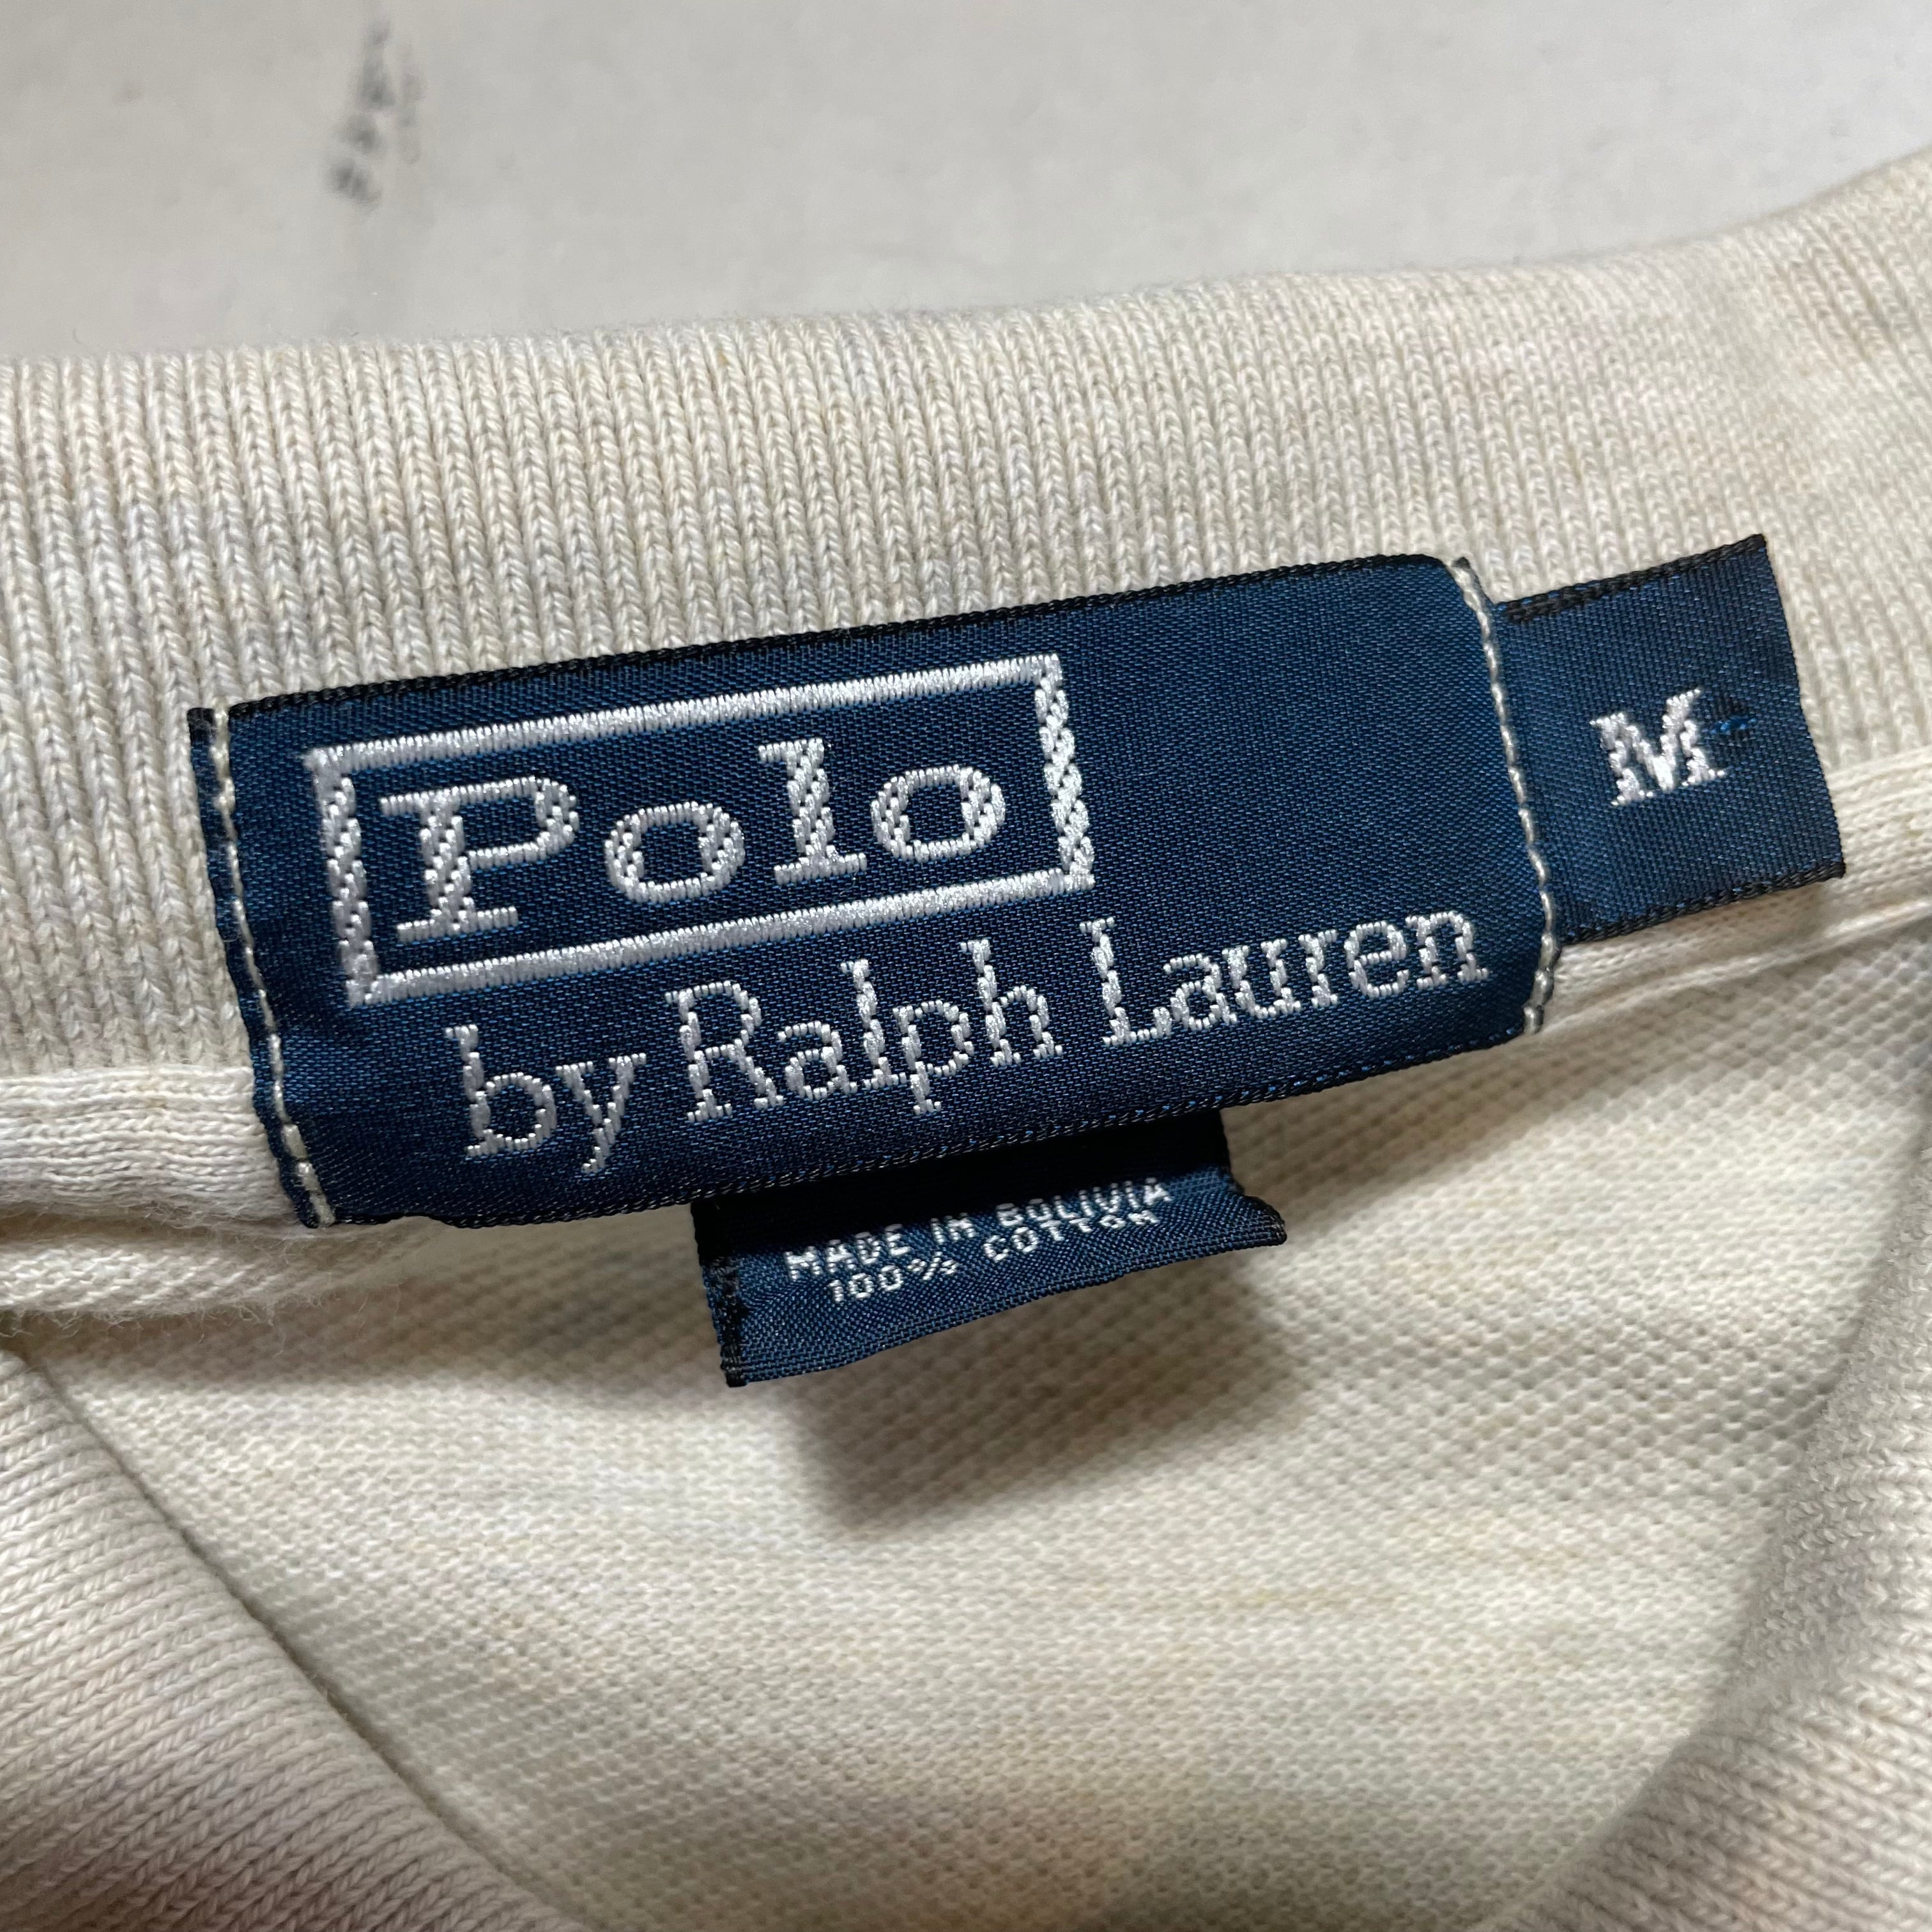 Polo
by Ralph Lauren
M
MADE IN BOLIVIA
100% COTTON